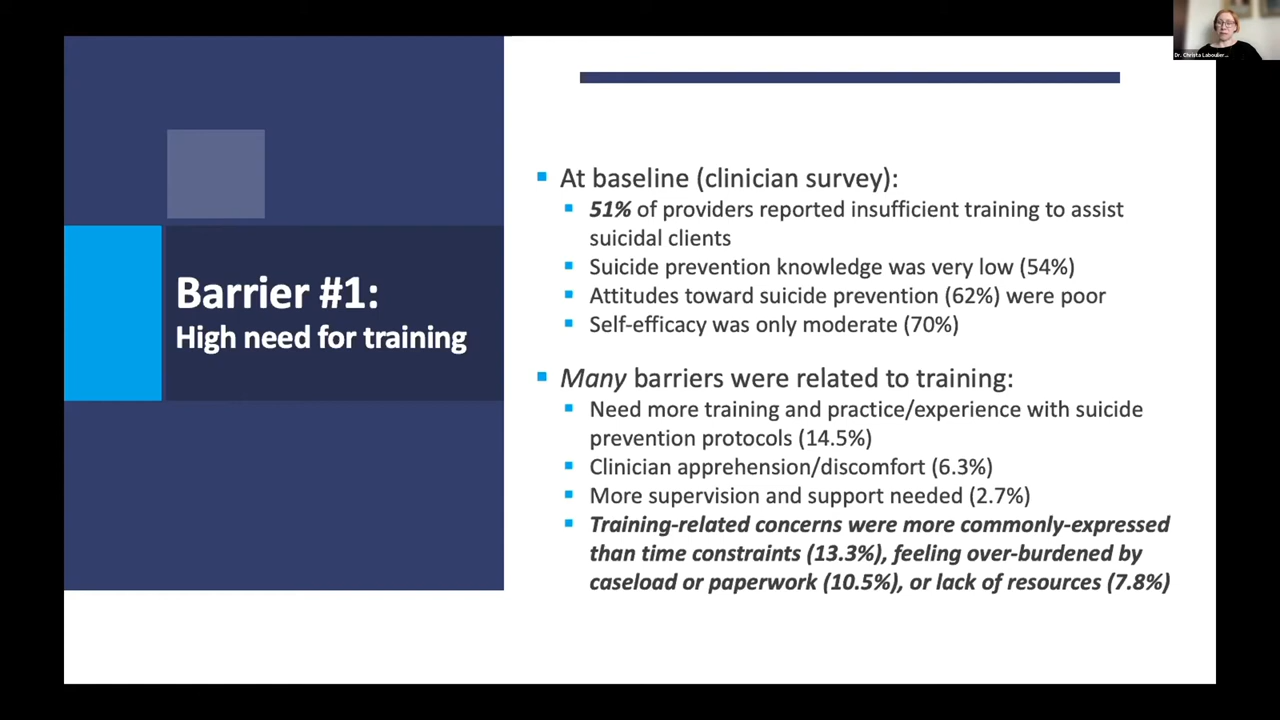 Dr. Christa Labouliere...
Barrier #1:
High need for training
At baseline (clinician survey):
51% of providers reported insufficient training to assist
suicidal clients
Suicide prevention knowledge was very low (54%)
Attitudes toward suicide prevention (62%) were poor
Self-efficacy was only moderate (70%)
Many barriers were related to training:
Need more training and practice/experience with suicide
prevention protocols (14.5%)
Clinician apprehension/discomfort (6.3%)
More supervision and support needed (2.7%)
Training-related concerns were more commonly-expressed
than time constraints (13.3%), feeling over-burdened by
caseload or paperwork (10.5%), or lack of resources (7.8%)